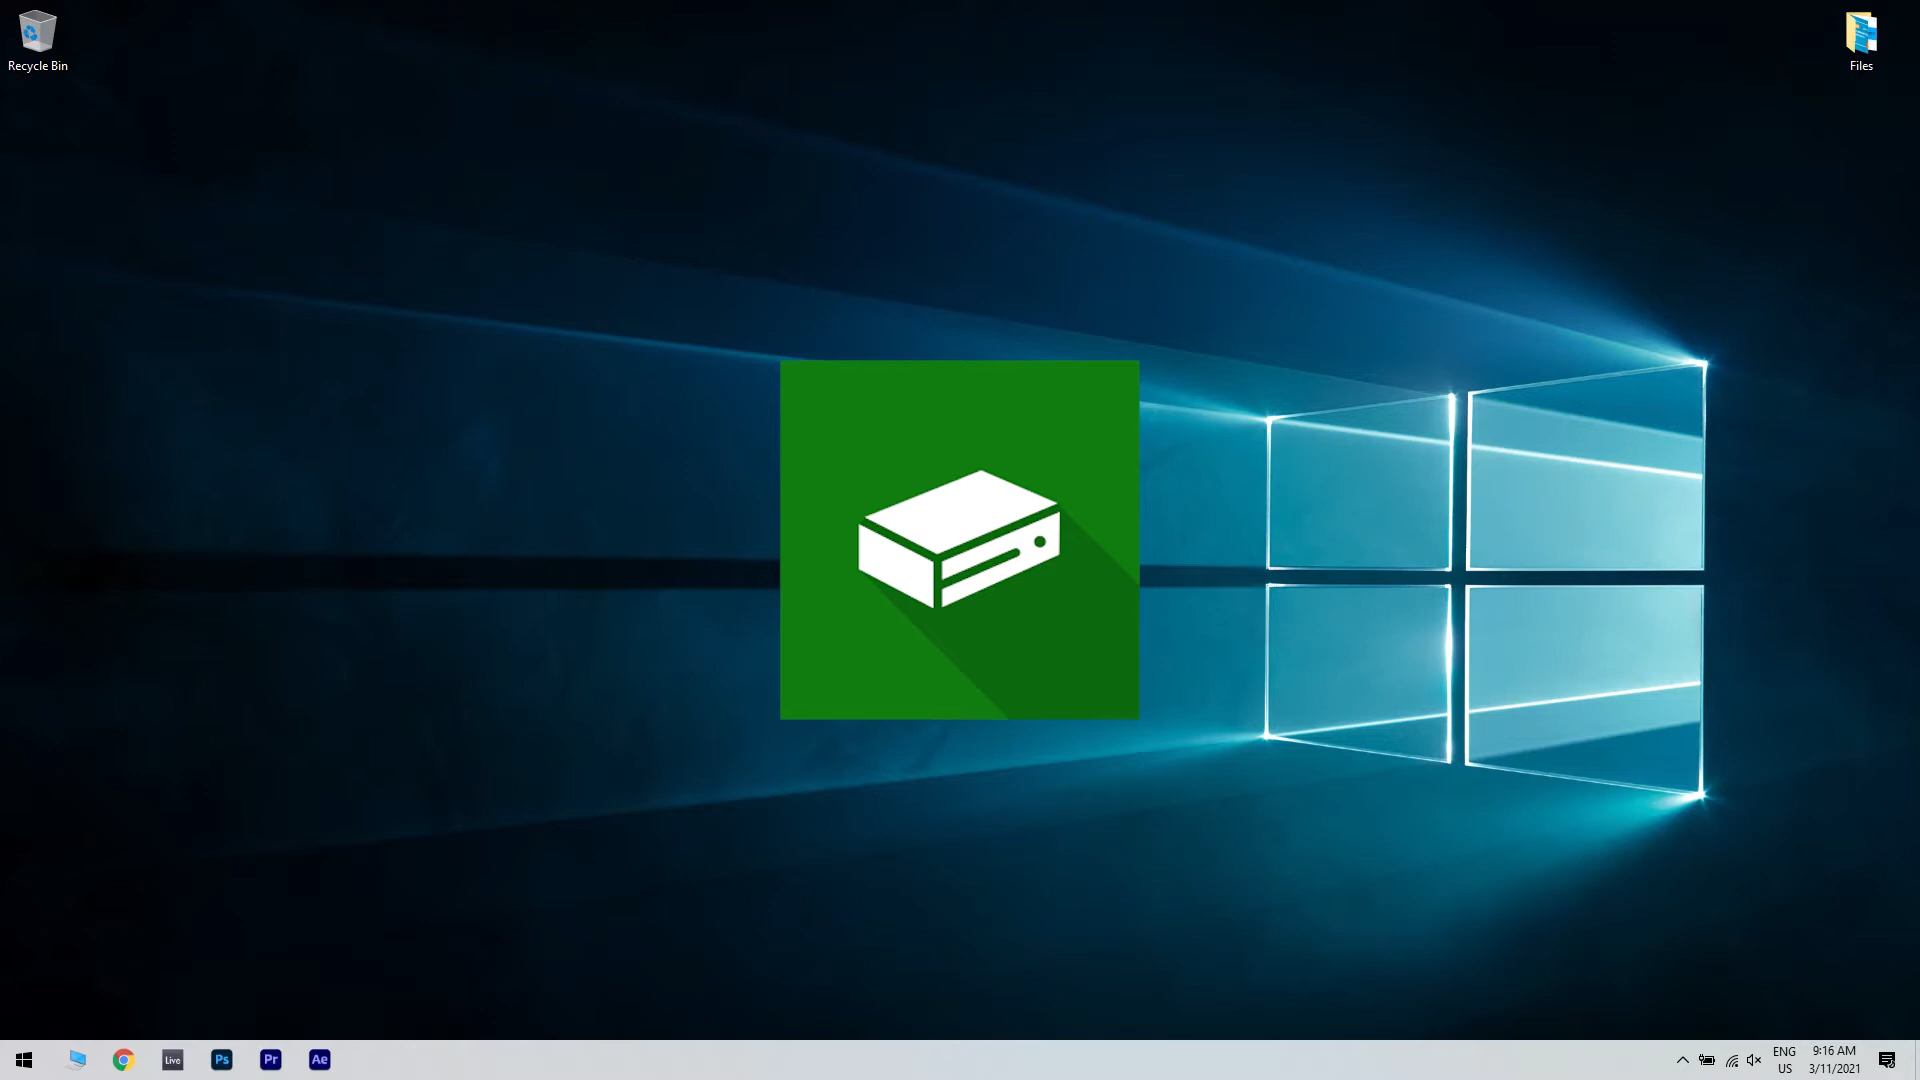 Recycle Bin
Files
Live
Ps
Pr
Ae
ENG
US
9:16 AM
3/11/2021